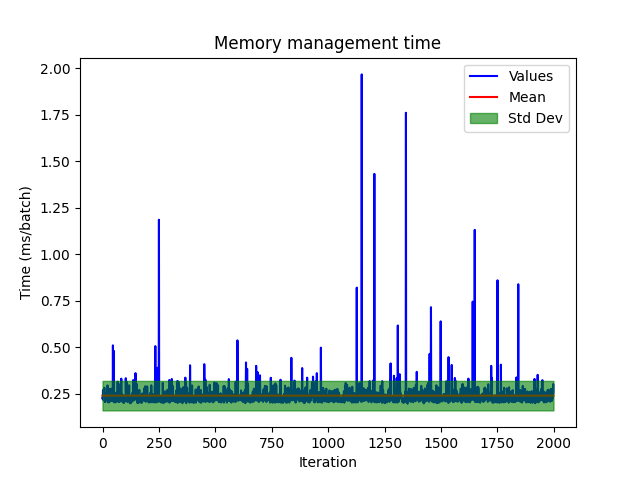 Memory management time
Values
Mean
Std Dev
Time (ms/batch)
2.00
1.75
1.50
1.25
1.00
0.75
0.50
0.25
0 250 500 750 1000 1250 1500 1750 2000
Iteration